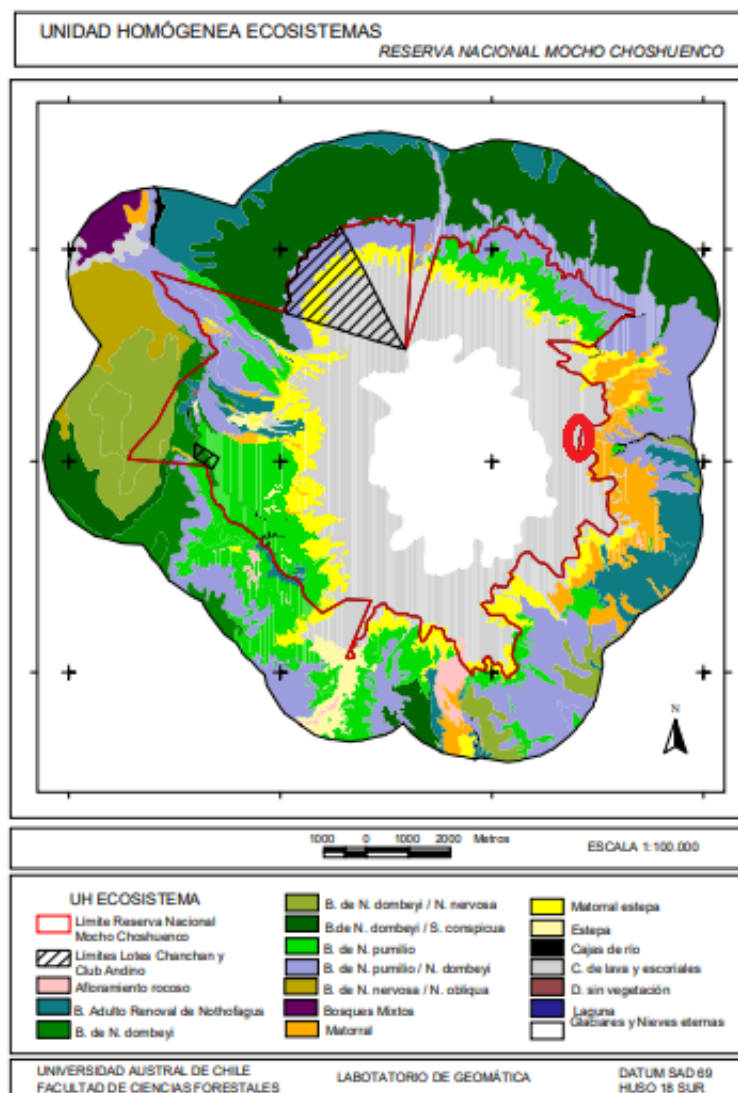 UNIDAD HOMÓGENEA ECOSISTEMAS
RESERVA NACIONAL MOCHO CHOSHUENCO
N
1000 0 1000 2000 Metros
ESCALA 1:100.000
UH ECOSISTEMA
Límite Reserva Nacional
Mocho Choshuenco
Límites Lotes Chanchan y
Club Andino
Afloramiento rocoso
B. Adulto Renoval de Nothofagus
B. de N. dombeyi
B. de N. dombeyi / N. nervosa
B.de N. dombeyi / S. conspicua
B. de N. pumilio
B. de N. pumilio / N. dombeyi
B. de N. nervosa / N. obliqua
Bosques Mixtos
Matorral
Matorral estepa
Estepa
Cajas de río
C. de lava y escoriales
D. sin vegetación
Laguna
Glaciares y Nieves eternas
UNIVERSIDAD AUSTRAL DE CHILE
FACULTAD DE CIENCIAS FORESTALES
LABOTATORIO DE GEOMÁTICA
DATUM SAD 69
HUSO 18 SUR